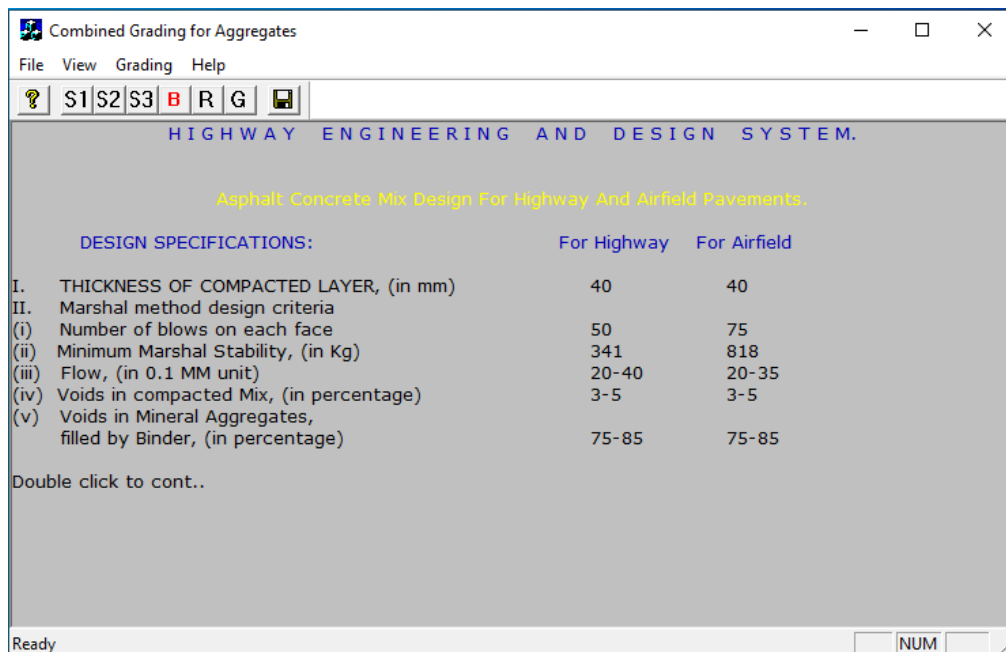 Combined Grading for Aggregates
File View Grading Help
? S1 S2 S3 B R G
HIGHWAY ENGINEERING AND DESIGN SYSTEM.
Asphalt Concrete Mix Design For Highway And Airfield Pavements.
DESIGN SPECIFICATIONS: For Highway For Airfield
I. THICKNESS OF COMPACTED LAYER, (in mm) 40 40
II. Marshal method design criteria
(i) Number of blows on each face 50 75
(ii) Minimum Marshal Stability, (in Kg) 341 818
(iii) Flow, (in 0.1 MM unit) 20-40 20-35
(iv) Voids in compacted Mix, (in percentage) 3-5 3-5
(v) Voids in Mineral Aggregates,
filled by Binder, (in percentage) 75-85 75-85
Double click to cont..
Ready NUM